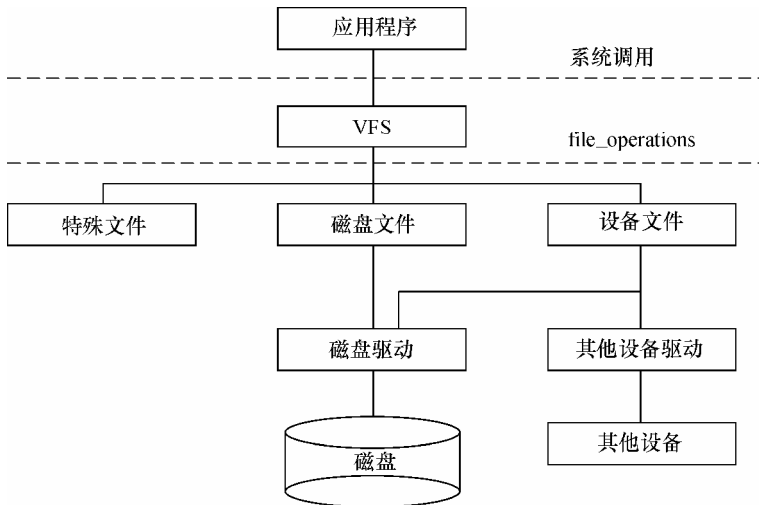 应用程序
系统调用
VFS
file_operations
特殊文件
磁盘文件
设备文件
磁盘驱动
其他设备驱动
磁盘
其他设备